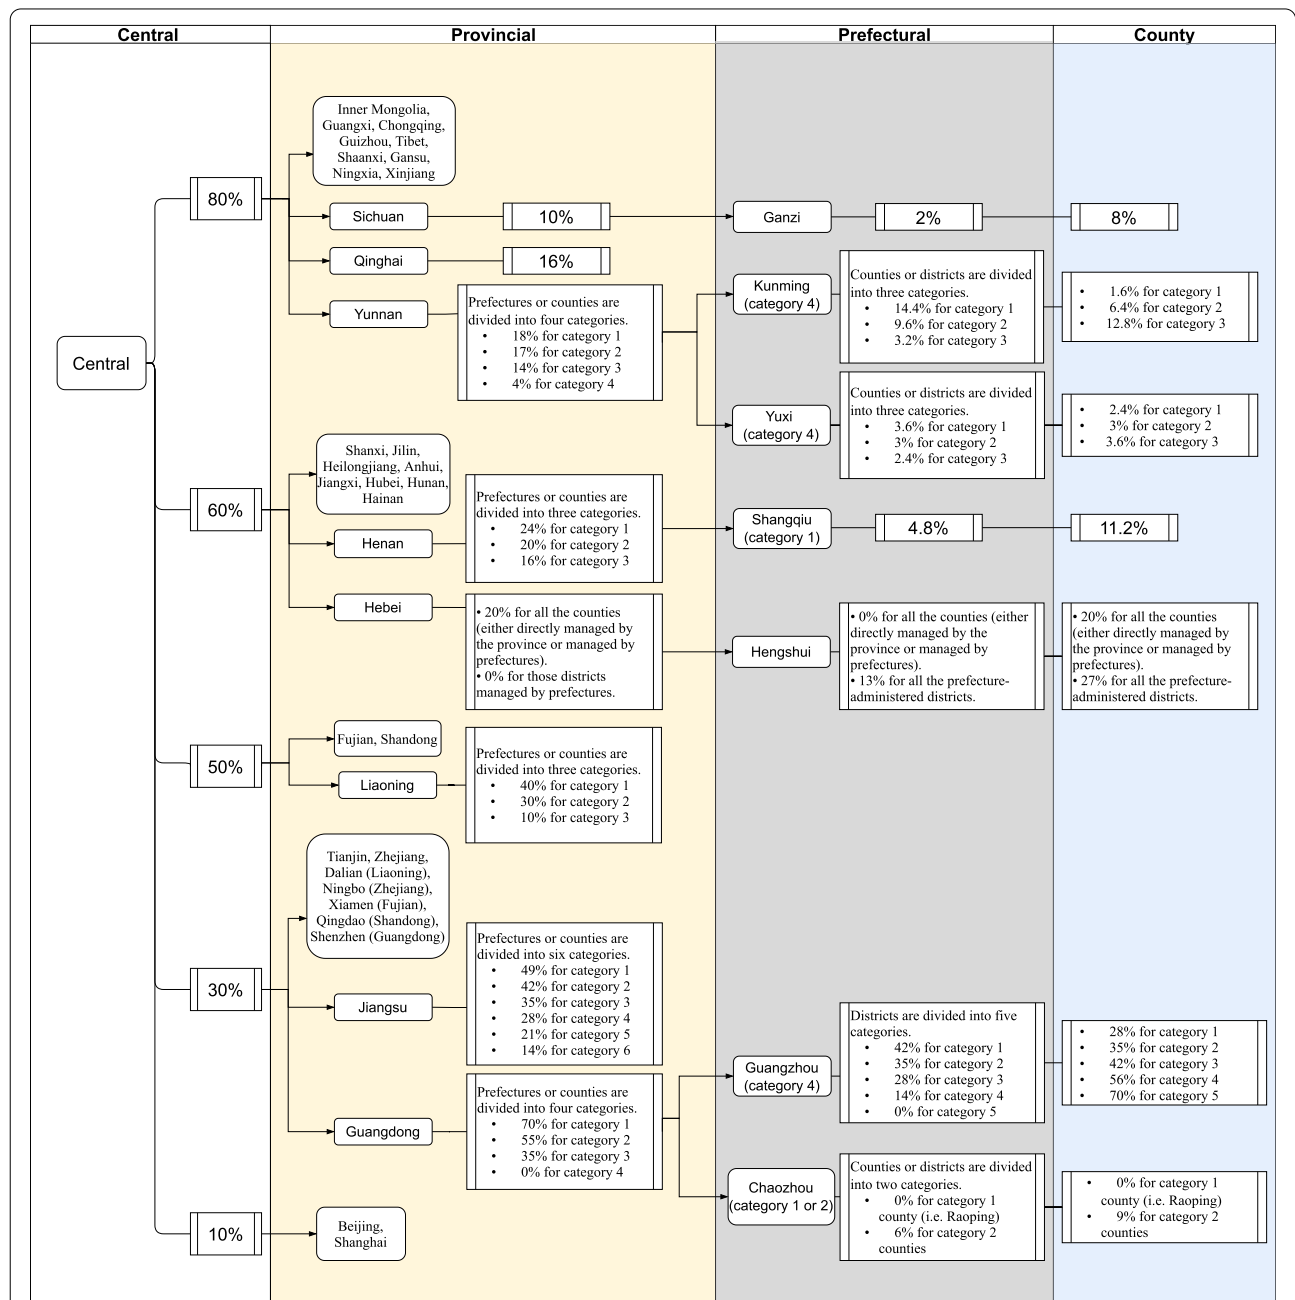 Central
Provincial
Prefectural
County
Central
80%
Inner Mongolia,
Guangxi, Chongqing,
Guizhou, Tibet,
Shaanxi, Gansu,
Ningxia, Xinjiang
Sichuan
10%
Ganzi
2%
8%
Qinghai
16%
Yunnan
Prefectures or counties are
divided into four categories.
• 18% for category 1
• 17% for category 2
• 14% for category 3
• 4% for category 4
Kunming
(category 4)
Counties or districts are divided
into three categories.
• 14.4% for category 1
• 9.6% for category 2
• 3.2% for category 3
• 1.6% for category 1
• 6.4% for category 2
• 12.8% for category 3
Yuxi
(category 4)
Counties or districts are divided
into three categories.
• 3.6% for category 1
• 3% for category 2
• 2.4% for category 3
• 2.4% for category 1
• 3% for category 2
• 3.6% for category 3
60%
Shanxi, Jilin,
Heilongjiang, Anhui,
Jiangxi, Hubei, Hunan,
Hainan
Henan
Prefectures or counties are
divided into three categories.
• 24% for category 1
• 20% for category 2
• 16% for category 3
Shangqiu
(category 1)
4.8%
11.2%
Hebei
• 20% for all the counties
(either directly managed by
the province or managed by
prefectures).
• 0% for those districts
managed by prefectures.
Hengshui
• 0% for all the counties (either
directly managed by the
province or managed by
prefectures).
• 13% for all the prefecture-
administered districts.
• 20% for all the counties
(either directly managed by
the province or managed by
prefectures).
• 27% for all the prefecture-
administered districts.
50%
Fujian, Shandong
Liaoning
Prefectures or counties are
divided into three categories.
• 40% for category 1
• 30% for category 2
• 10% for category 3
30%
Tianjin, Zhejiang,
Dalian (Liaoning),
Ningbo (Zhejiang),
Xiamen (Fujian),
Qingdao (Shandong),
Shenzhen (Guangdong)
Jiangsu
Prefectures or counties are
divided into six categories.
• 49% for category 1
• 42% for category 2
• 35% for category 3
• 28% for category 4
• 21% for category 5
• 14% for category 6
Guangdong
Prefectures or counties are
divided into four categories.
• 70% for category 1
• 55% for category 2
• 35% for category 3
• 0% for category 4
Guangzhou
(category 4)
Districts are divided into five
categories.
• 42% for category 1
• 35% for category 2
• 28% for category 3
• 14% for category 4
• 0% for category 5
• 28% for category 1
• 35% for category 2
• 42% for category 3
• 56% for category 4
• 70% for category 5
Chaozhou
(category 1 or 2)
Counties or districts are divided
into two categories.
• 0% for category 1
county (i.e. Raoping)
• 6% for category 2
counties
• 0% for category 1
county (i.e. Raoping)
• 9% for category 2
counties
10%
Beijing,
Shanghai